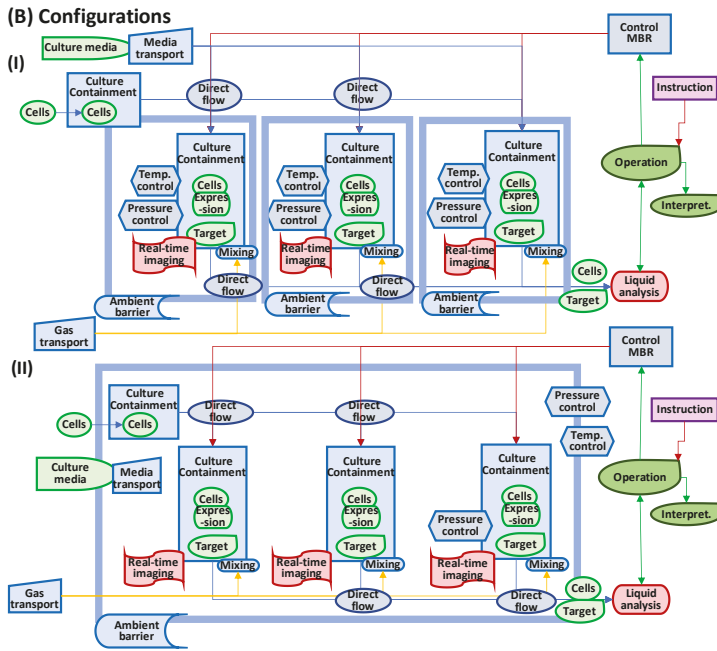 (B) Configurations
Culture media
Media
transport
Control
MBR
(I)
Culture
Containment
Cells
Cells
Direct
flow
Direct
flow
Instruction
Culture
Containment
Temp.
control
Cells
Expres-
-sion
Pressure
control
Target
Real-time
imaging
Mixing
Culture
Containment
Temp.
control
Cells
Expres-
-sion
Pressure
control
Target
Real-time
imaging
Mixing
Culture
Containment
Temp.
control
Cells
Expres-
-sion
Pressure
control
Target
Real-time
imaging
Mixing
Operation
Interpret.
Direct
flow
Direct
flow
Cells
Target
Liquid
analysis
Ambient
barrier
Ambient
barrier
Ambient
barrier
Gas
transport
Control
MBR
(II)
Culture
Containment
Cells
Cells
Direct
flow
Direct
flow
Pressure
control
Temp.
control
Instruction
Culture
media
Media
transport
Culture
Containment
Cells
Expres-
-sion
Target
Real-time
imaging
Mixing
Culture
Containment
Cells
Expres-
-sion
Target
Real-time
imaging
Mixing
Culture
Containment
Cells
Expres-
-sion
Pressure
control
Target
Real-time
imaging
Mixing
Operation
Interpret.
Gas
transport
Direct
flow
Direct
flow
Cells
Target
Liquid
analysis
Ambient
barrier